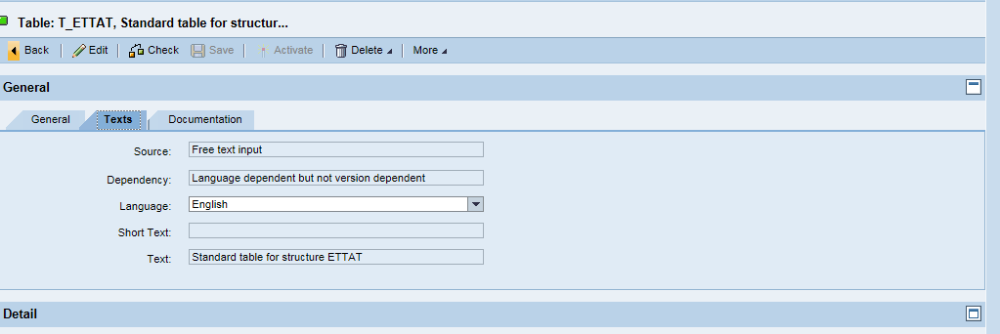 Table: T_ETTAT, Standard table for structur...
Back Edit Check Save Activate Delete More
General
General Texts Documentation
Source: Free text input
Dependency: Language dependent but not version dependent
Language: English
Short Text:
Text: Standard table for structure ETTAT
Detail